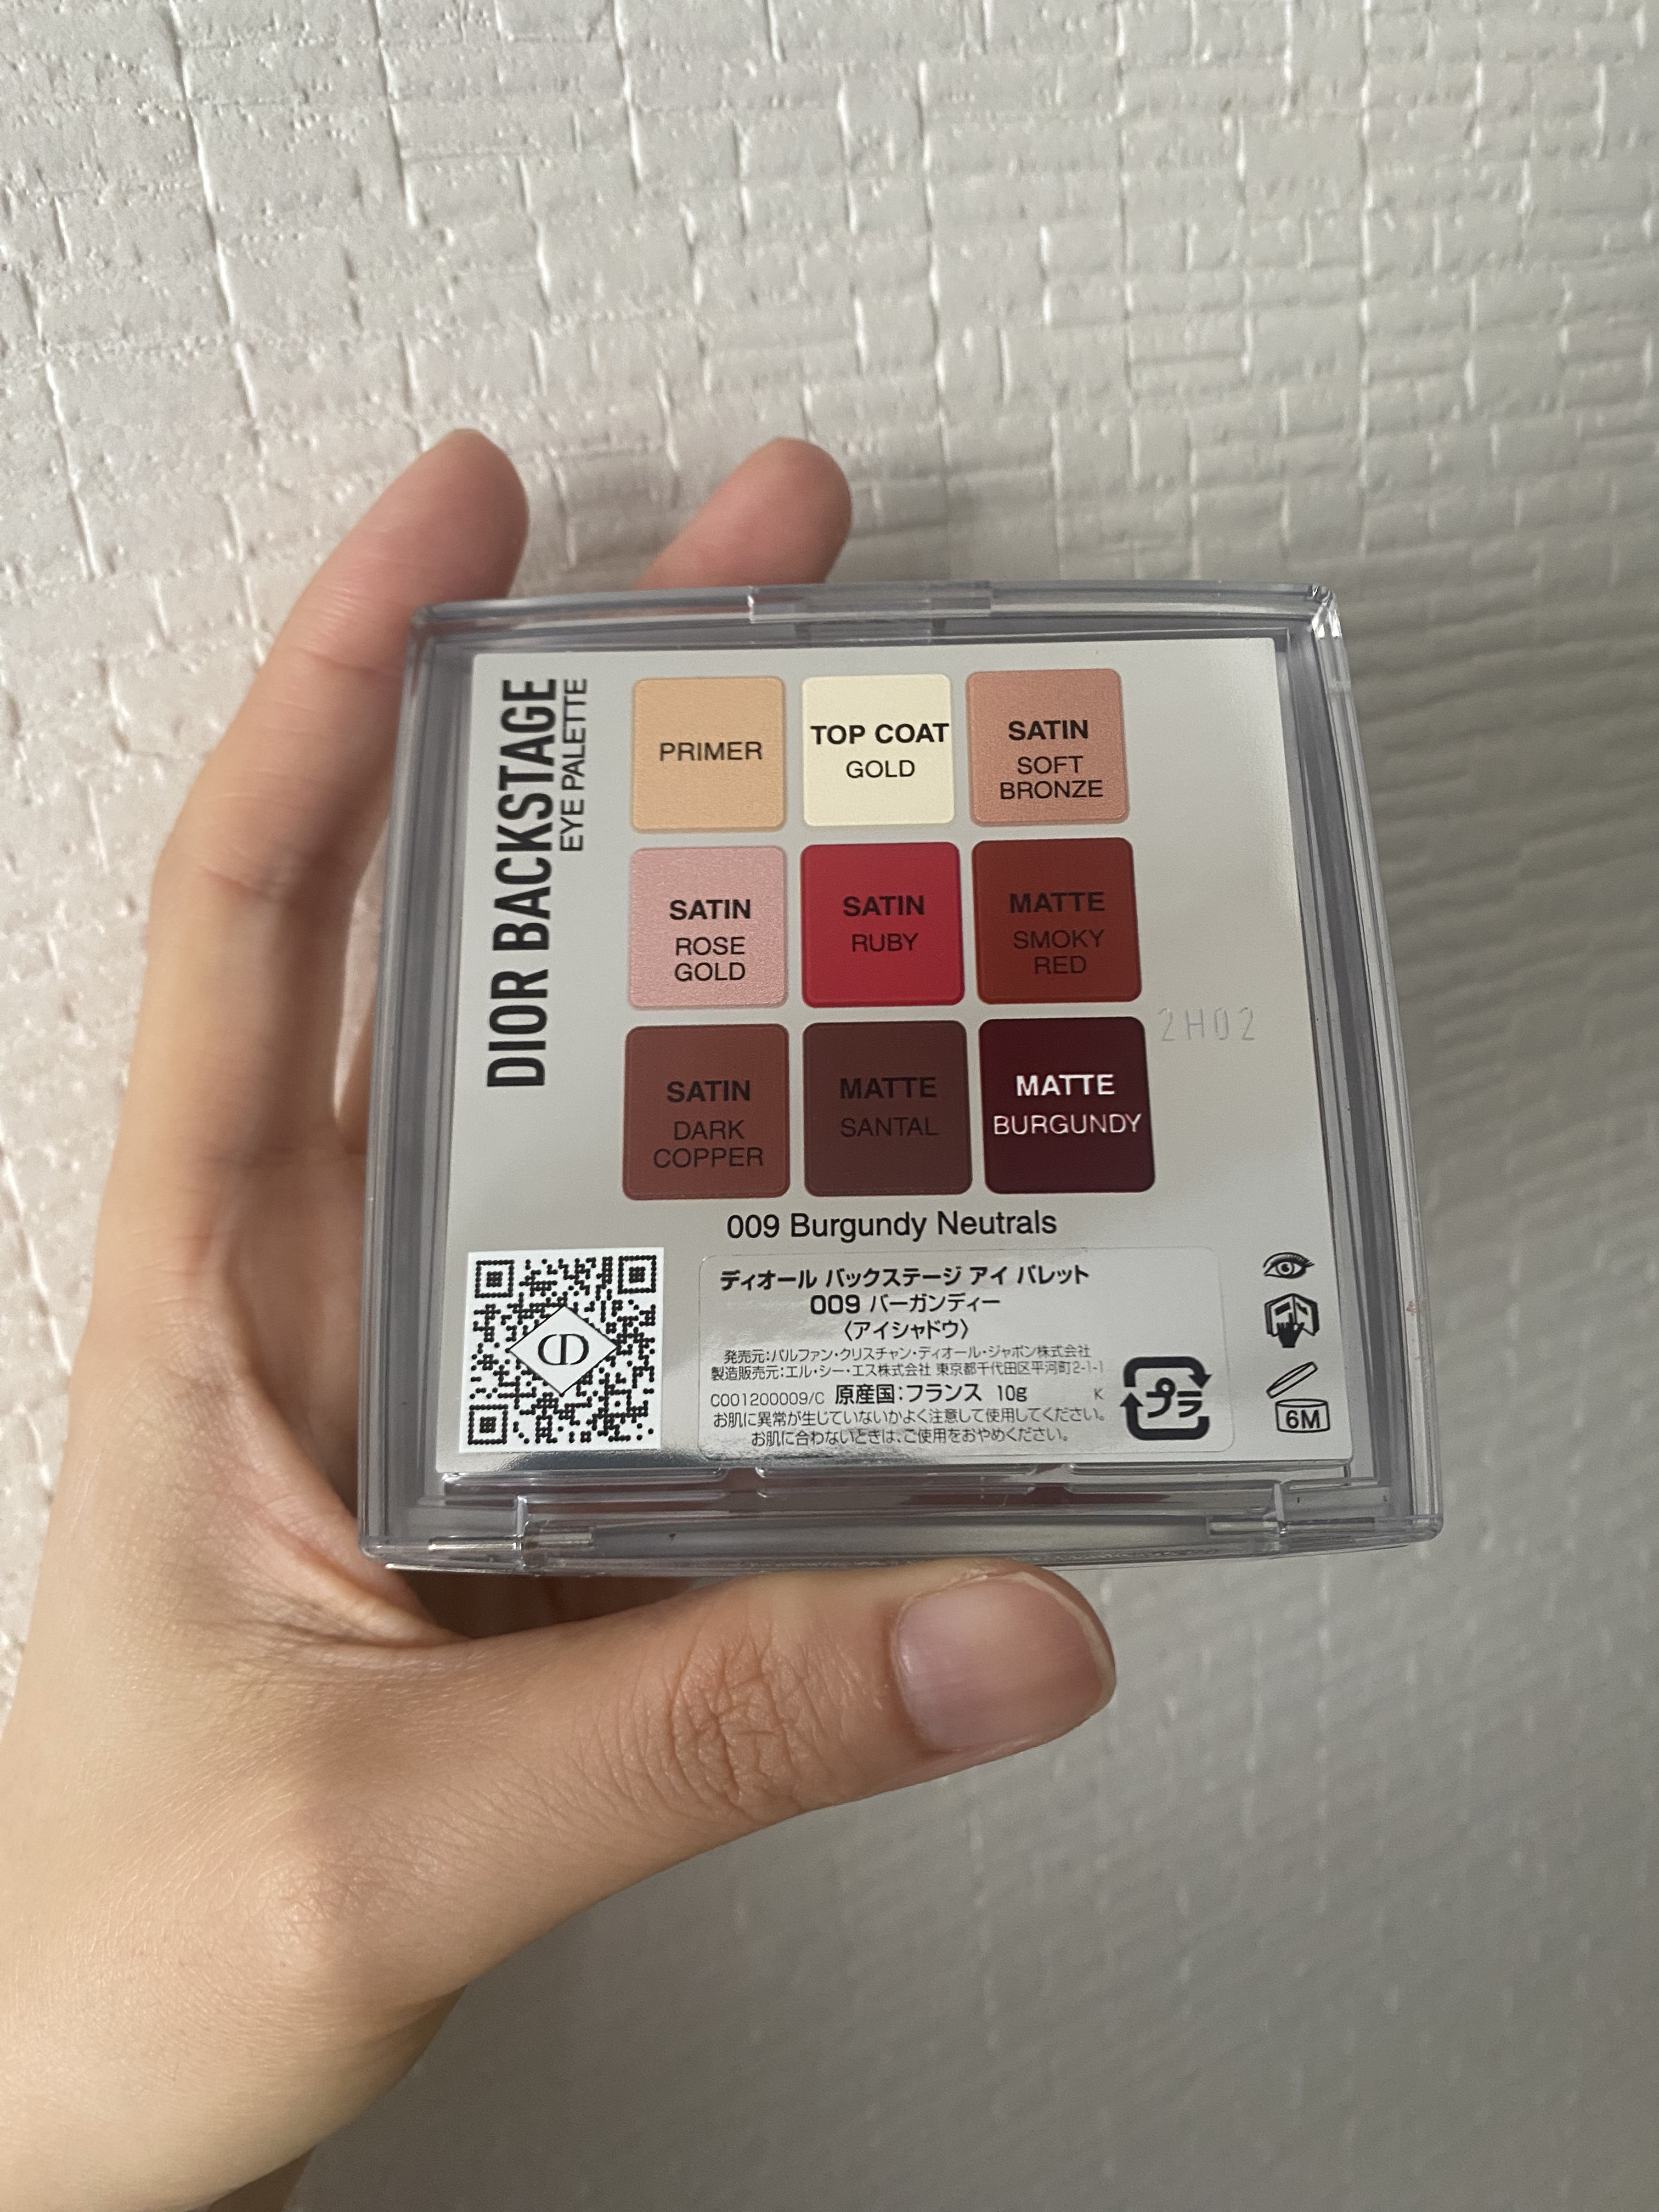 DIOR BACKSTAGE
EYE PALETTE
PRIMER
TOP COAT
GOLD
SATIN
SOFT
BRONZE
SATIN
ROSE
GOLD
SATIN
RUBY
MATTE
SMOKY
RED
SATIN
DARK
COPPER
MATTE
SANTAL
MATTE
BURGUNDY
2H02
009 Burgundy Neutrals
CD
ディオール バックステージ アイ パレット
009 バーガンディー
〈アイシャドウ〉
発売元：パルファン・クリスチャン・ディオール・ジャポン株式会社
製造販売元：エル・シー・エス株式会社 東京都千代田区平河町2-1-1
C001200009/C 原産国：フランス 10g K
お肌に異常が生じていないかよく注意して使用してください。
お肌に合わないときは、ご使用をおやめください。
プラ
6M